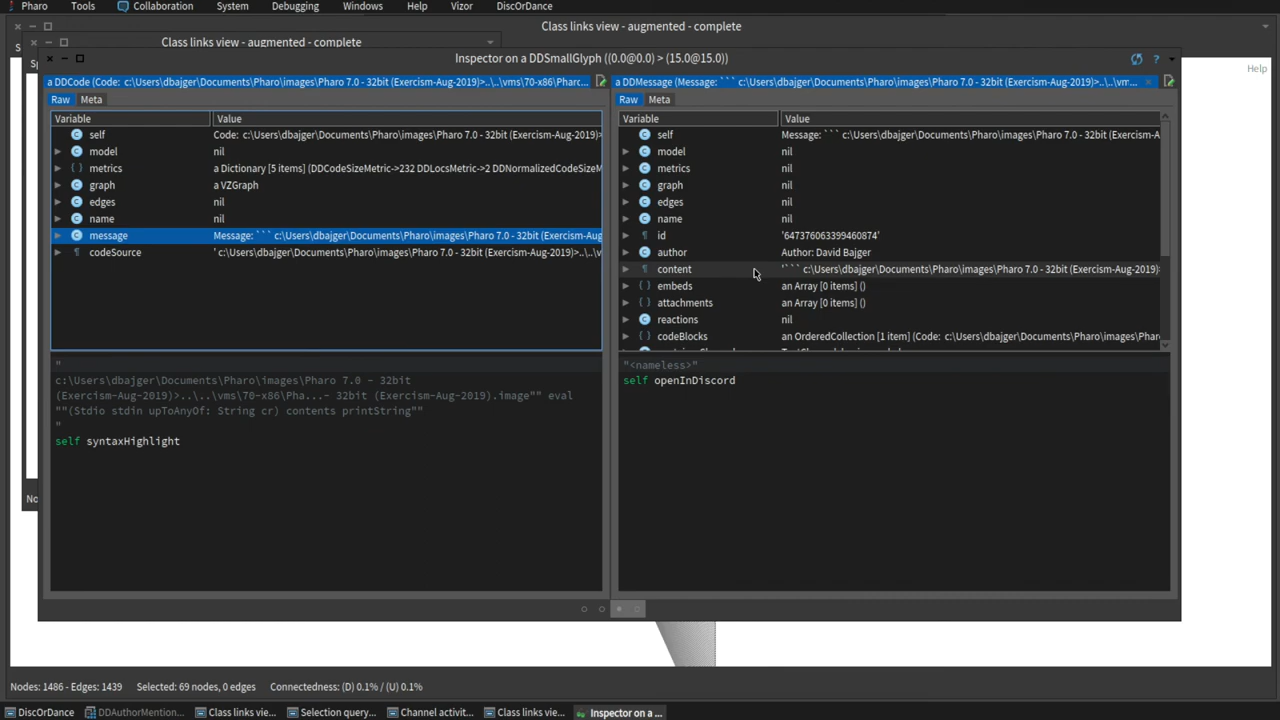 Pharo Tools Collaboration System Debugging Windows Help Vizor DiscOrDance
Class links view - augmented - complete
Class links view - augmented - complete
Inspector on a DDSmallGlyph ((0.0@0.0) > (15.0@15.0))
Help
a DDCode (Code: c:\Users\dbajger\Documents\Pharo\images\Pharo 7.0 - 32bit (Exercism-Aug-2019)>..\..\vms\70-x86\Pharc...
Raw Meta
Variable Value
self Code: c:\Users\dbajger\Documents\Pharo\images\Pharo 7.0 - 32bit (Exercism-Aug-2019)>
model nil
metrics a Dictionary [5 items] (DDCodeSizeMetric->232 DDLocsMetric->2 DDNormalizedCodeSizeM
graph a VZGraph
edges nil
name nil
message Message: ``` c:\Users\dbajger\Documents\Pharo\images\Pharo 7.0 - 32bit (Exercism-Aug
codeSource ' c:\Users\dbajger\Documents\Pharo\images\Pharo 7.0 - 32bit (Exercism-Aug-2019)>..\..\v
"
c:\Users\dbajger\Documents\Pharo\images\Pharo 7.0 - 32bit
(Exercism-Aug-2019)>..\..\vms\70-x86\Pha...- 32bit (Exercism-Aug-2019).image"" eval
""(Stdio stdin upToAnyOf: String cr) contents printString""
"
self syntaxHighlight
a DDMessage (Message: ``` c:\Users\dbajger\Documents\Pharo\images\Pharo 7.0 - 32bit (Exercism-Aug-2019)>..\..\vm...
Raw Meta
Variable Value
self Message: ``` c:\Users\dbajger\Documents\Pharo\images\Pharo 7.0 - 32bit (Exercism-A
model nil
metrics nil
graph nil
edges nil
name nil
id '647376063399460874'
author Author: David Bajger
content '``` c:\Users\dbajger\Documents\Pharo\images\Pharo 7.0 - 32bit (Exercism-Aug-2019)>
embeds an Array [0 items] ()
attachments an Array [0 items] ()
reactions nil
codeBlocks an OrderedCollection [1 item] (Code: c:\Users\dbajger\Documents\Pharo\images\Phar
"<nameless>"
self openInDiscord
No
Nodes: 1486 - Edges: 1439 Selected: 69 nodes, 0 edges Connectedness: (D) 0.1% / (U) 0.1%
DiscOrDance DDAuthorMention... Class links vie... Selection query... Channel activit... Class links vie... Inspector on a ...